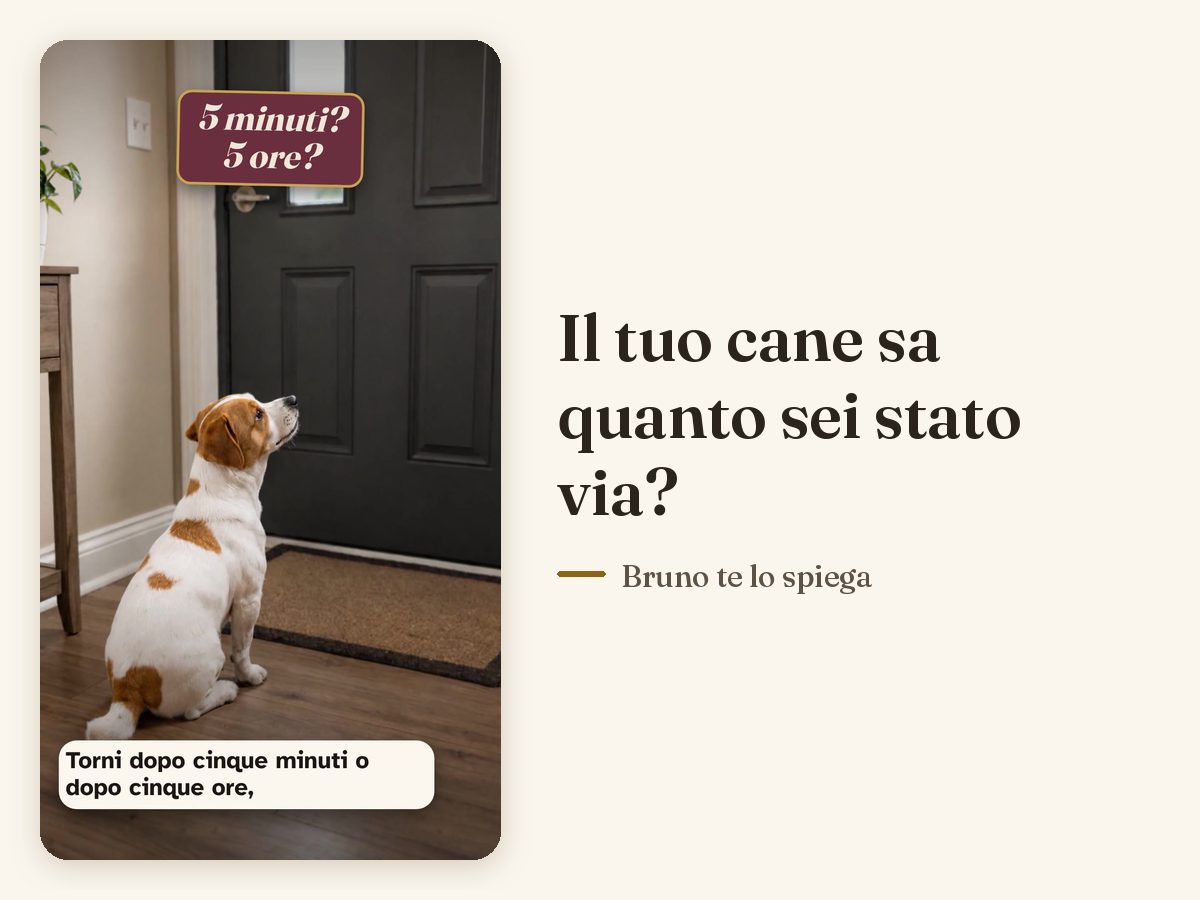 5 minuti?
5 ore?
Torni dopo cinque minuti o
dopo cinque ore,
Il tuo cane sa
quanto sei stato
via?
Bruno te lo spiega